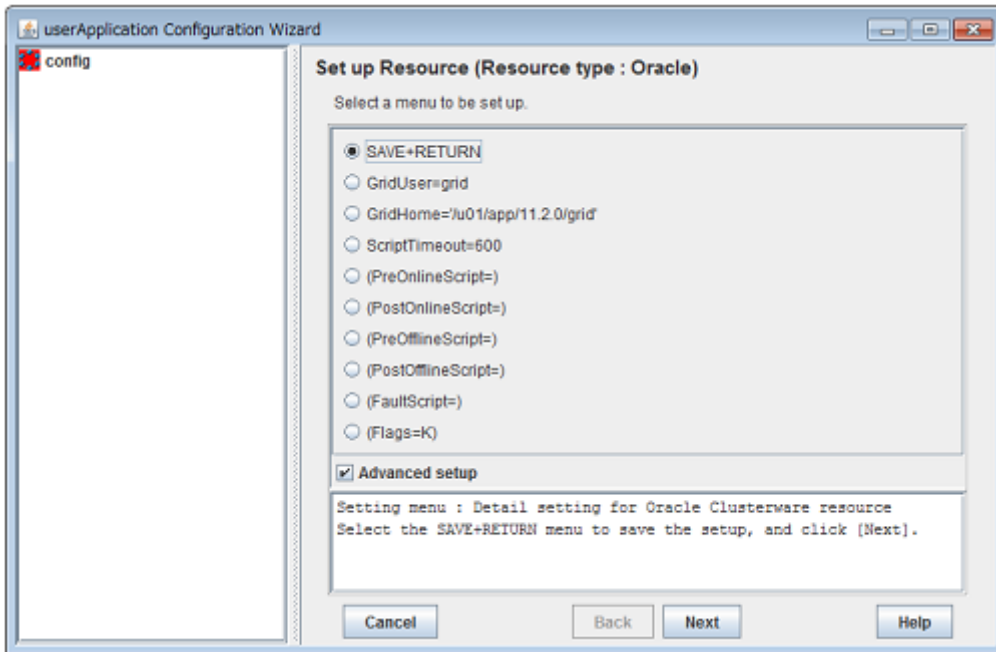 userApplication Configuration Wizard
config
Set up Resource (Resource type : Oracle)
Select a menu to be set up.
SAVE+RETURN
GridUser=grid
GridHome='/u01/app/11.2.0/grid'
ScriptTimeout=600
(PreOnlineScript=)
(PostOnlineScript=)
(PreOfflineScript=)
(PostOfflineScript=)
(FaultScript=)
(Flags=K)
Advanced setup
Setting menu : Detail setting for Oracle Clusterware resource
Select the SAVE+RETURN menu to save the setup, and click [Next].
Cancel
Back
Next
Help